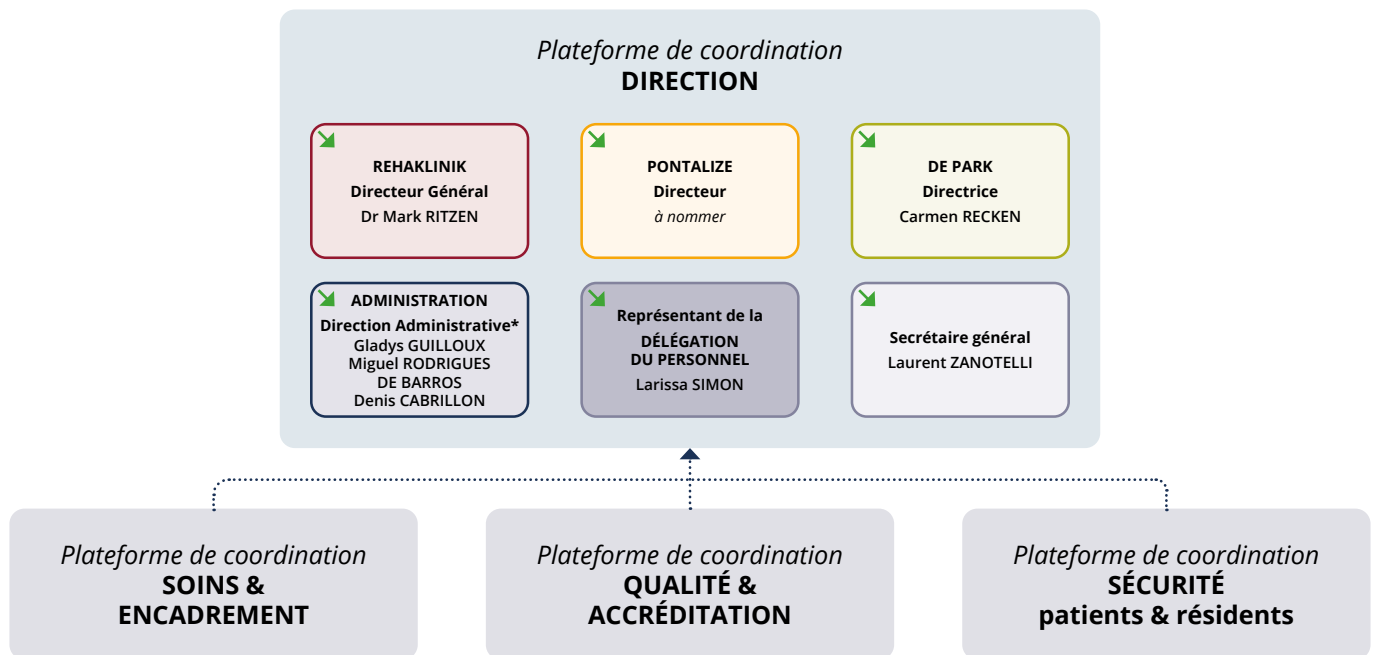 Plateforme de coordination
DIRECTION
REHAKLINIK
Directeur Général
Dr Mark RITZEN
PONTALIZE
Directeur
à nommer
DE PARK
Directrice
Carmen RECKEN
ADMINISTRATION
Direction Administrative*
Gladys GUILLOUX
Miguel RODRIGUES
DE BARROS
Denis CABRILLON
Représentant de la
DÉLÉGATION
DU PERSONNEL
Larissa SIMON
Secrétaire général
Laurent ZANOTELLI
Plateforme de coordination
SOINS &
ENCADREMENT
Plateforme de coordination
QUALITÉ &
ACCRÉDITATION
Plateforme de coordination
SÉCURITÉ
patients & résidents